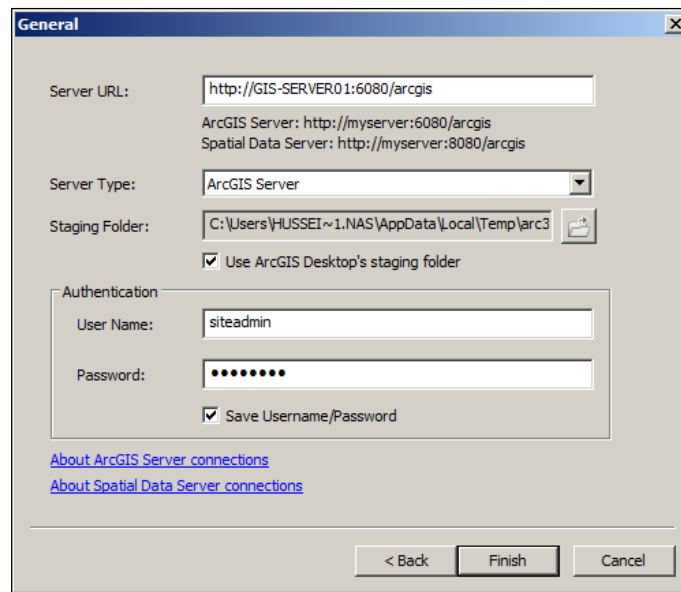 General
Server URL:
http://GIS-SERVER01:6080/arcgis
ArcGIS Server: http://myserver:6080/arcgis
Spatial Data Server: http://myserver:8080/arcgis
Server Type:
ArcGIS Server
Staging Folder:
C:\Users\HUSSEI~1.NAS\AppData\Local\Temp\arc3
Use ArcGIS Desktop's staging folder
Authentication
User Name:
siteadmin
Password:
●●●●●●●●
Save Username/Password
About ArcGIS Server connections
About Spatial Data Server connections
< Back
Finish
Cancel